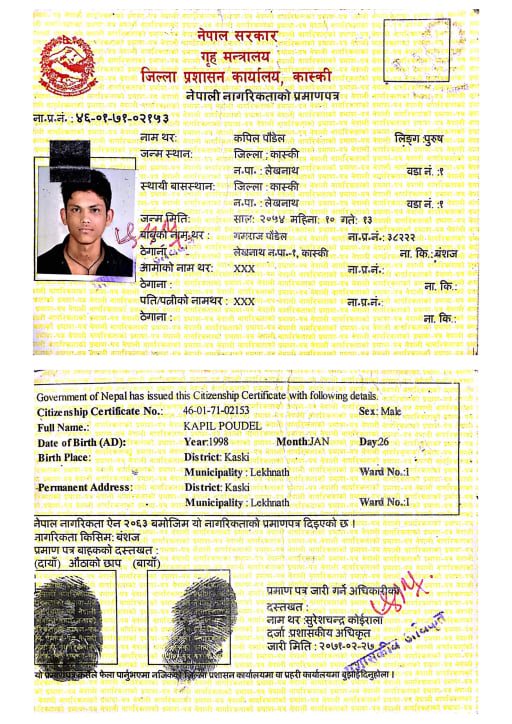 नेपाल सरकार
गृह मन्त्रालय
जिल्ला प्रशासन कार्यालय, कास्की
नेपाली नागरिकताको प्रमाणपत्र
ना.प्र.नं. : ४६-०१-७१-०२१५३
नाम थर: कपिल पौडेल लिङ्ग: पुरुष
जन्म स्थान: जिल्ला : कास्की
न.पा. : लेखनाथ वडा नं. :१
स्थायी बासस्थान: जिल्ला : कास्की
न.पा. : लेखनाथ वडा नं. :१
जन्म मिति: साल: २०५४ महिना: १० गते: १३
बाबुको नाम थर : गमराज पौडेल ना.प्र.नं.: ३८२२२
ठेगाना: लेखनाथ न.पा.-१, कास्की ना. कि.: बंशज
आमाको नाम थर: XXX ना.प्र.नं.:
ठेगाना : ना. कि.:
पति/पत्नीको नामथर : XXX ना.प्र.नं.:
ठेगाना : ना. कि.:
Government of Nepal has issued this Citizenship Certificate with following details.
Citizenship Certificate No.: 46-01-71-02153 Sex: Male
Full Name.: KAPIL POUDEL
Date of Birth (AD): Year:1998 Month:JAN Day:26
Birth Place: District: Kaski
Municipality : Lekhnath Ward No.:1
Permanent Address: District: Kaski
Municipality : Lekhnath Ward No.:1
नेपाल नागरिकता ऐन २०६३ बमोजिम यो नागरिकताको प्रमाणपत्र दिइएको छ ।
नागरिकता किसिम: बंशज
प्रमाण पत्र बाहकको दस्तखत :
(दायाँ) औंठाको छाप (बायाँ)
प्रमाण पत्र जारी गर्ने अधिकारीको
दस्तखत :
नाम थर :सुरेशचन्द्र कोईराला
दर्जा :प्रशासकीय अधिकृत
जारी मिति : २०७१-०२-२७
प्रशासकीय अधिकृत
यो प्रमाणपत्र कसैले फेला पार्नुभएमा नजिकको जिल्ला प्रशासन कार्यालयमा वा प्रहरी कार्यालयमा बुझाईदिनुहोला ।